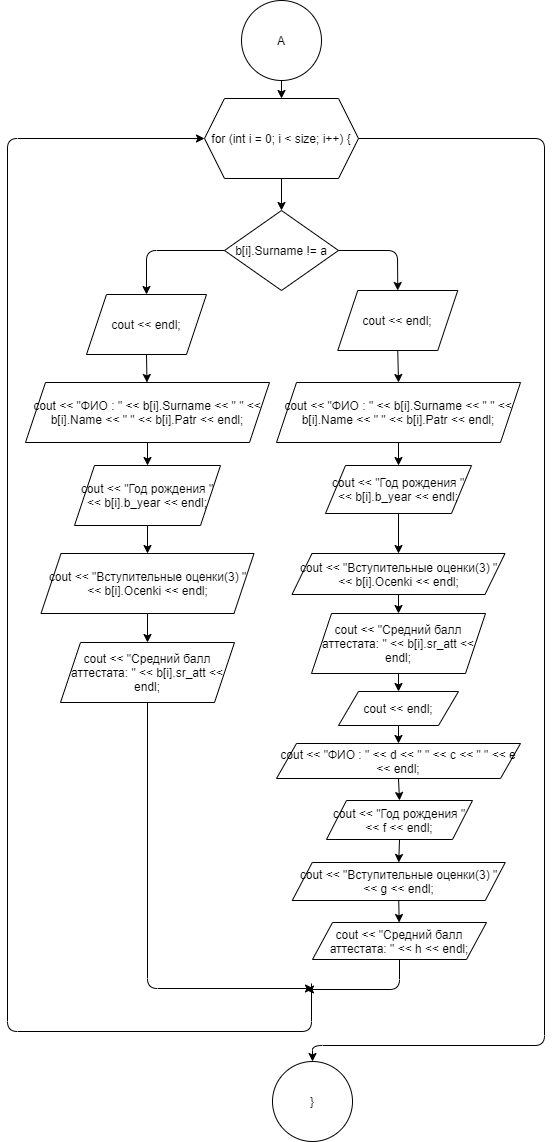 A
for (int i = 0; i < size; i++) {
b[i].Surname != a
cout << endl;
cout << "ФИО : " << b[i].Surname << " " <<
b[i].Name << " " << b[i].Patr << endl;
cout << "Год рождения "
<< b[i].b_year << endl;
cout << "Вступительные оценки(3) "
<< b[i].Ocenki << endl;
cout << "Средний балл
аттестата: " << b[i].sr_att <<
endl;
cout << endl;
cout << "ФИО : " << b[i].Surname << " " <<
b[i].Name << " " << b[i].Patr << endl;
cout << "Год рождения "
<< b[i].b_year << endl;
cout << "Вступительные оценки(3) "
<< b[i].Ocenki << endl;
cout << "Средний балл
аттестата: " << b[i].sr_att <<
endl;
cout << endl;
cout << "ФИО : " << d << " " << c << " " << e
<< endl;
cout << "Год рождения "
<< f << endl;
cout << "Вступительные оценки(3) "
<< g << endl;
cout << "Средний балл
аттестата: " << h << endl;
}